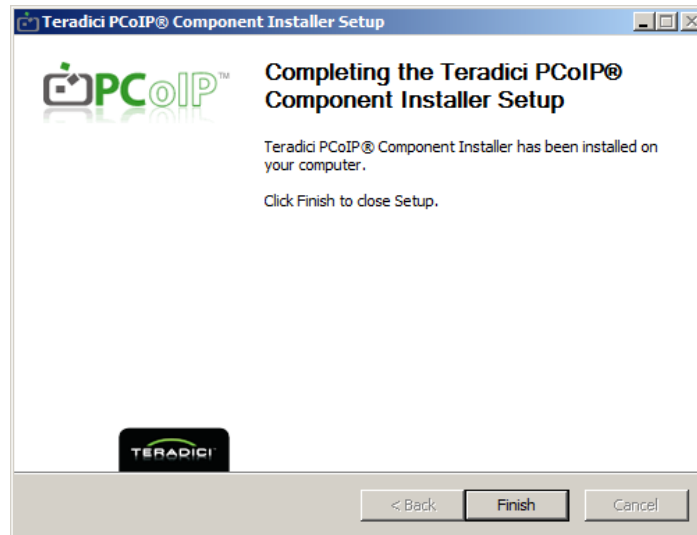 Teradici PCoIP® Component Installer Setup
PCoIP™
Completing the Teradici PCoIP®
Component Installer Setup
Teradici PCoIP® Component Installer has been installed on
your computer.
Click Finish to close Setup.
TERADICI
< Back
Finish
Cancel